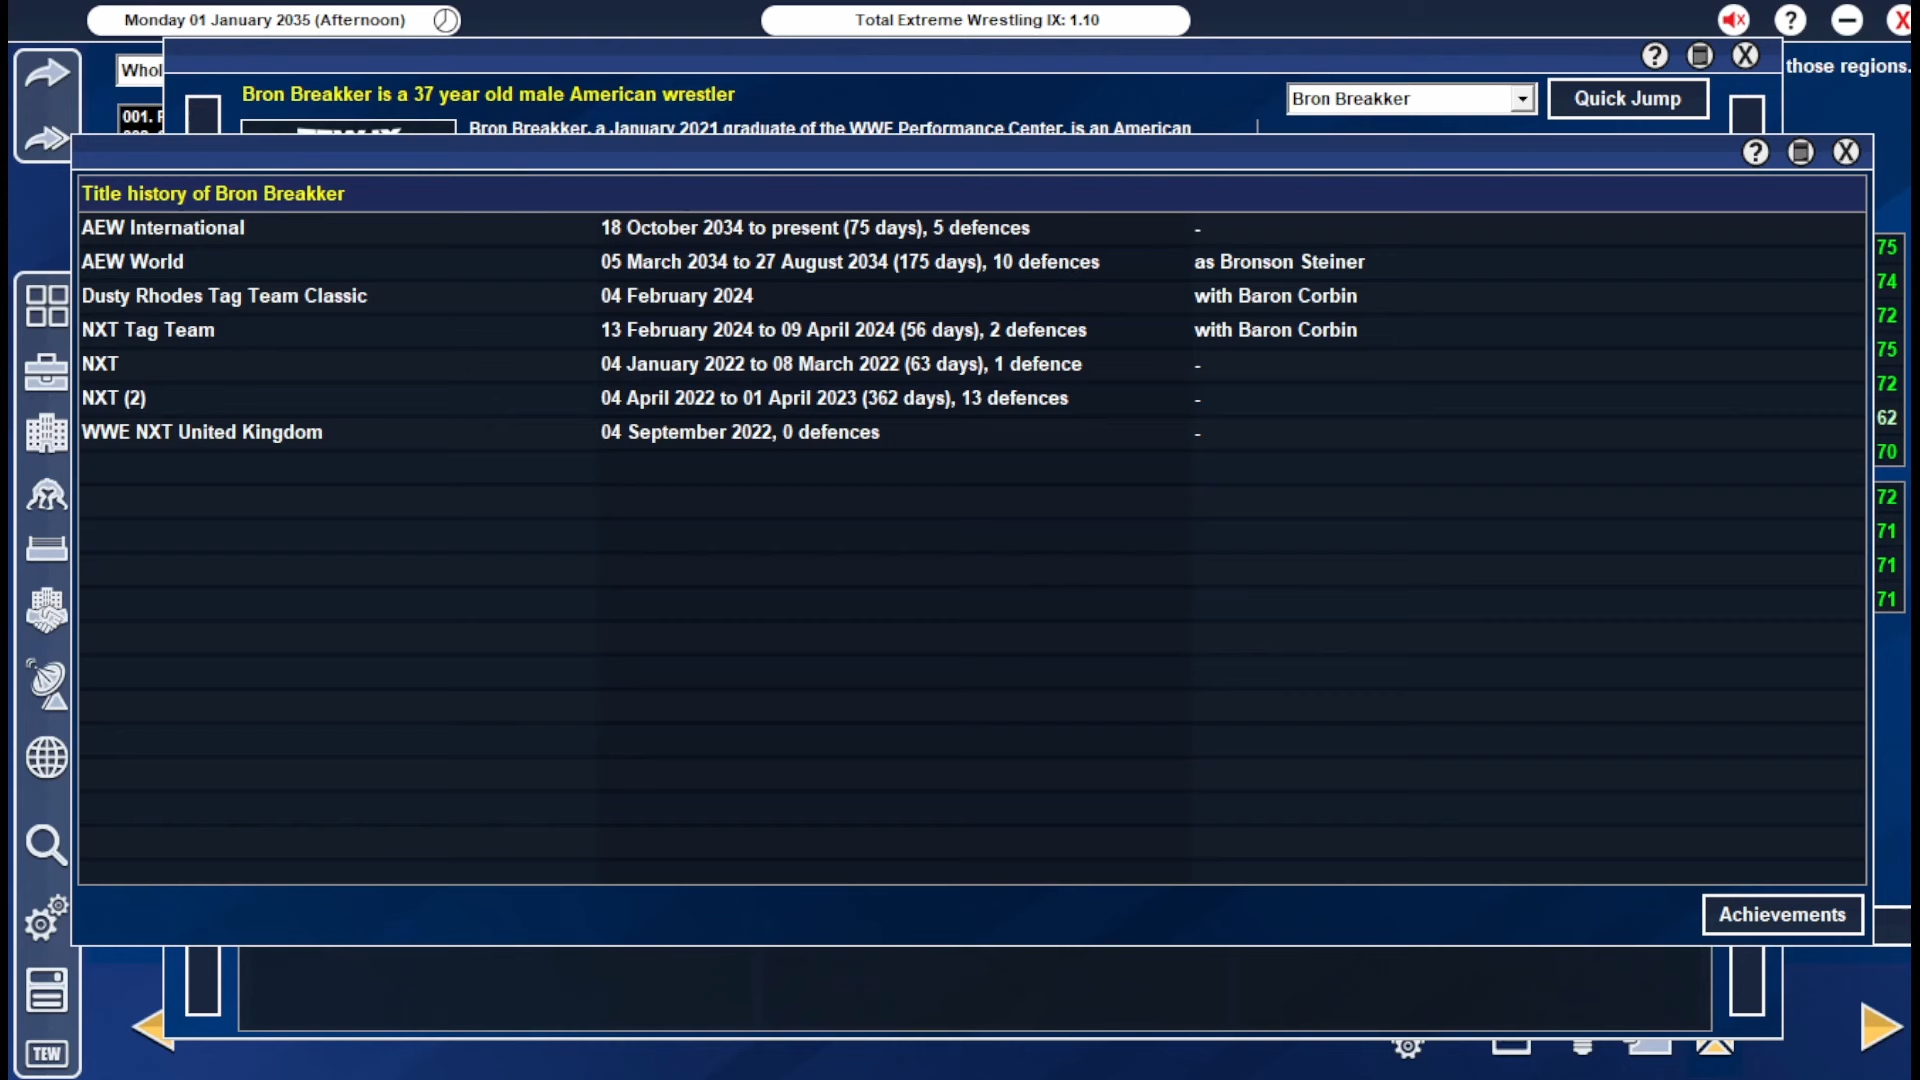 Monday 01 January 2035 (Afternoon)
Total Extreme Wrestling IX: 1.10
?
X
Whol
? X
those regions.
Bron Breakker is a 37 year old male American wrestler
Bron Breakker
Quick Jump
001. F
Bron Breakker, a January 2021 graduate of the WWE Performance Center, is an American
? X
Title history of Bron Breakker
AEW International 18 October 2034 to present (75 days), 5 defences -
AEW World 05 March 2034 to 27 August 2034 (175 days), 10 defences as Bronson Steiner
Dusty Rhodes Tag Team Classic 04 February 2024 with Baron Corbin
NXT Tag Team 13 February 2024 to 09 April 2024 (56 days), 2 defences with Baron Corbin
NXT 04 January 2022 to 08 March 2022 (63 days), 1 defence -
NXT (2) 04 April 2022 to 01 April 2023 (362 days), 13 defences -
WWE NXT United Kingdom 04 September 2022, 0 defences -
75
74
72
75
72
62
70
72
71
71
71
Achievements
TEW